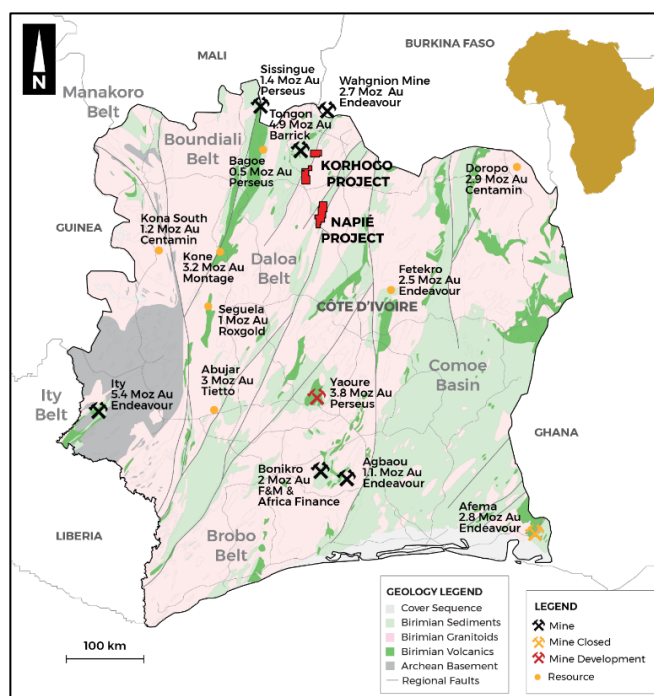 N
MALI
BURKINA FASO
Sissingue
1.4 Moz Au
Perseus
Wahgnion Mine
2.7 Moz Au
Endeavour
Manakoro
Belt
Tongon
4.9 Moz Au
Barrick
Boundiali
Belt
Bagoe
0.5 Moz Au
Perseus
KORHOGO
PROJECT
Doropo
2.9 Moz Au
Centamin
NAPIÉ
PROJECT
GUINEA
Kona South
1.2 Moz Au
Centamin
Kone
3.2 Moz Au
Montage
Daloa
Belt
Fetekro
2.5 Moz Au
Endeavour
CÔTE D'IVOIRE
Seguela
1 Moz Au
Roxgold
Comoe
Basin
Ity
Belt
Ity
5.4 Moz Au
Endeavour
Abujar
3 Moz Au
Tietto
Yaoure
3.8 Moz Au
Perseus
GHANA
Bonikro
2 Moz Au
F&M &
Africa Finance
Agbaou
1.1. Moz Au
Endeavour
Afema
2.8 Moz Au
Endeavour
LIBERIA
Brobo
Belt
100 km
GEOLOGY LEGEND
Cover Sequence
Birimian Sediments
Birimian Granitoids
Birimian Volcanics
Archean Basement
Regional Faults
LEGEND
Mine
Mine Closed
Mine Development
Resource